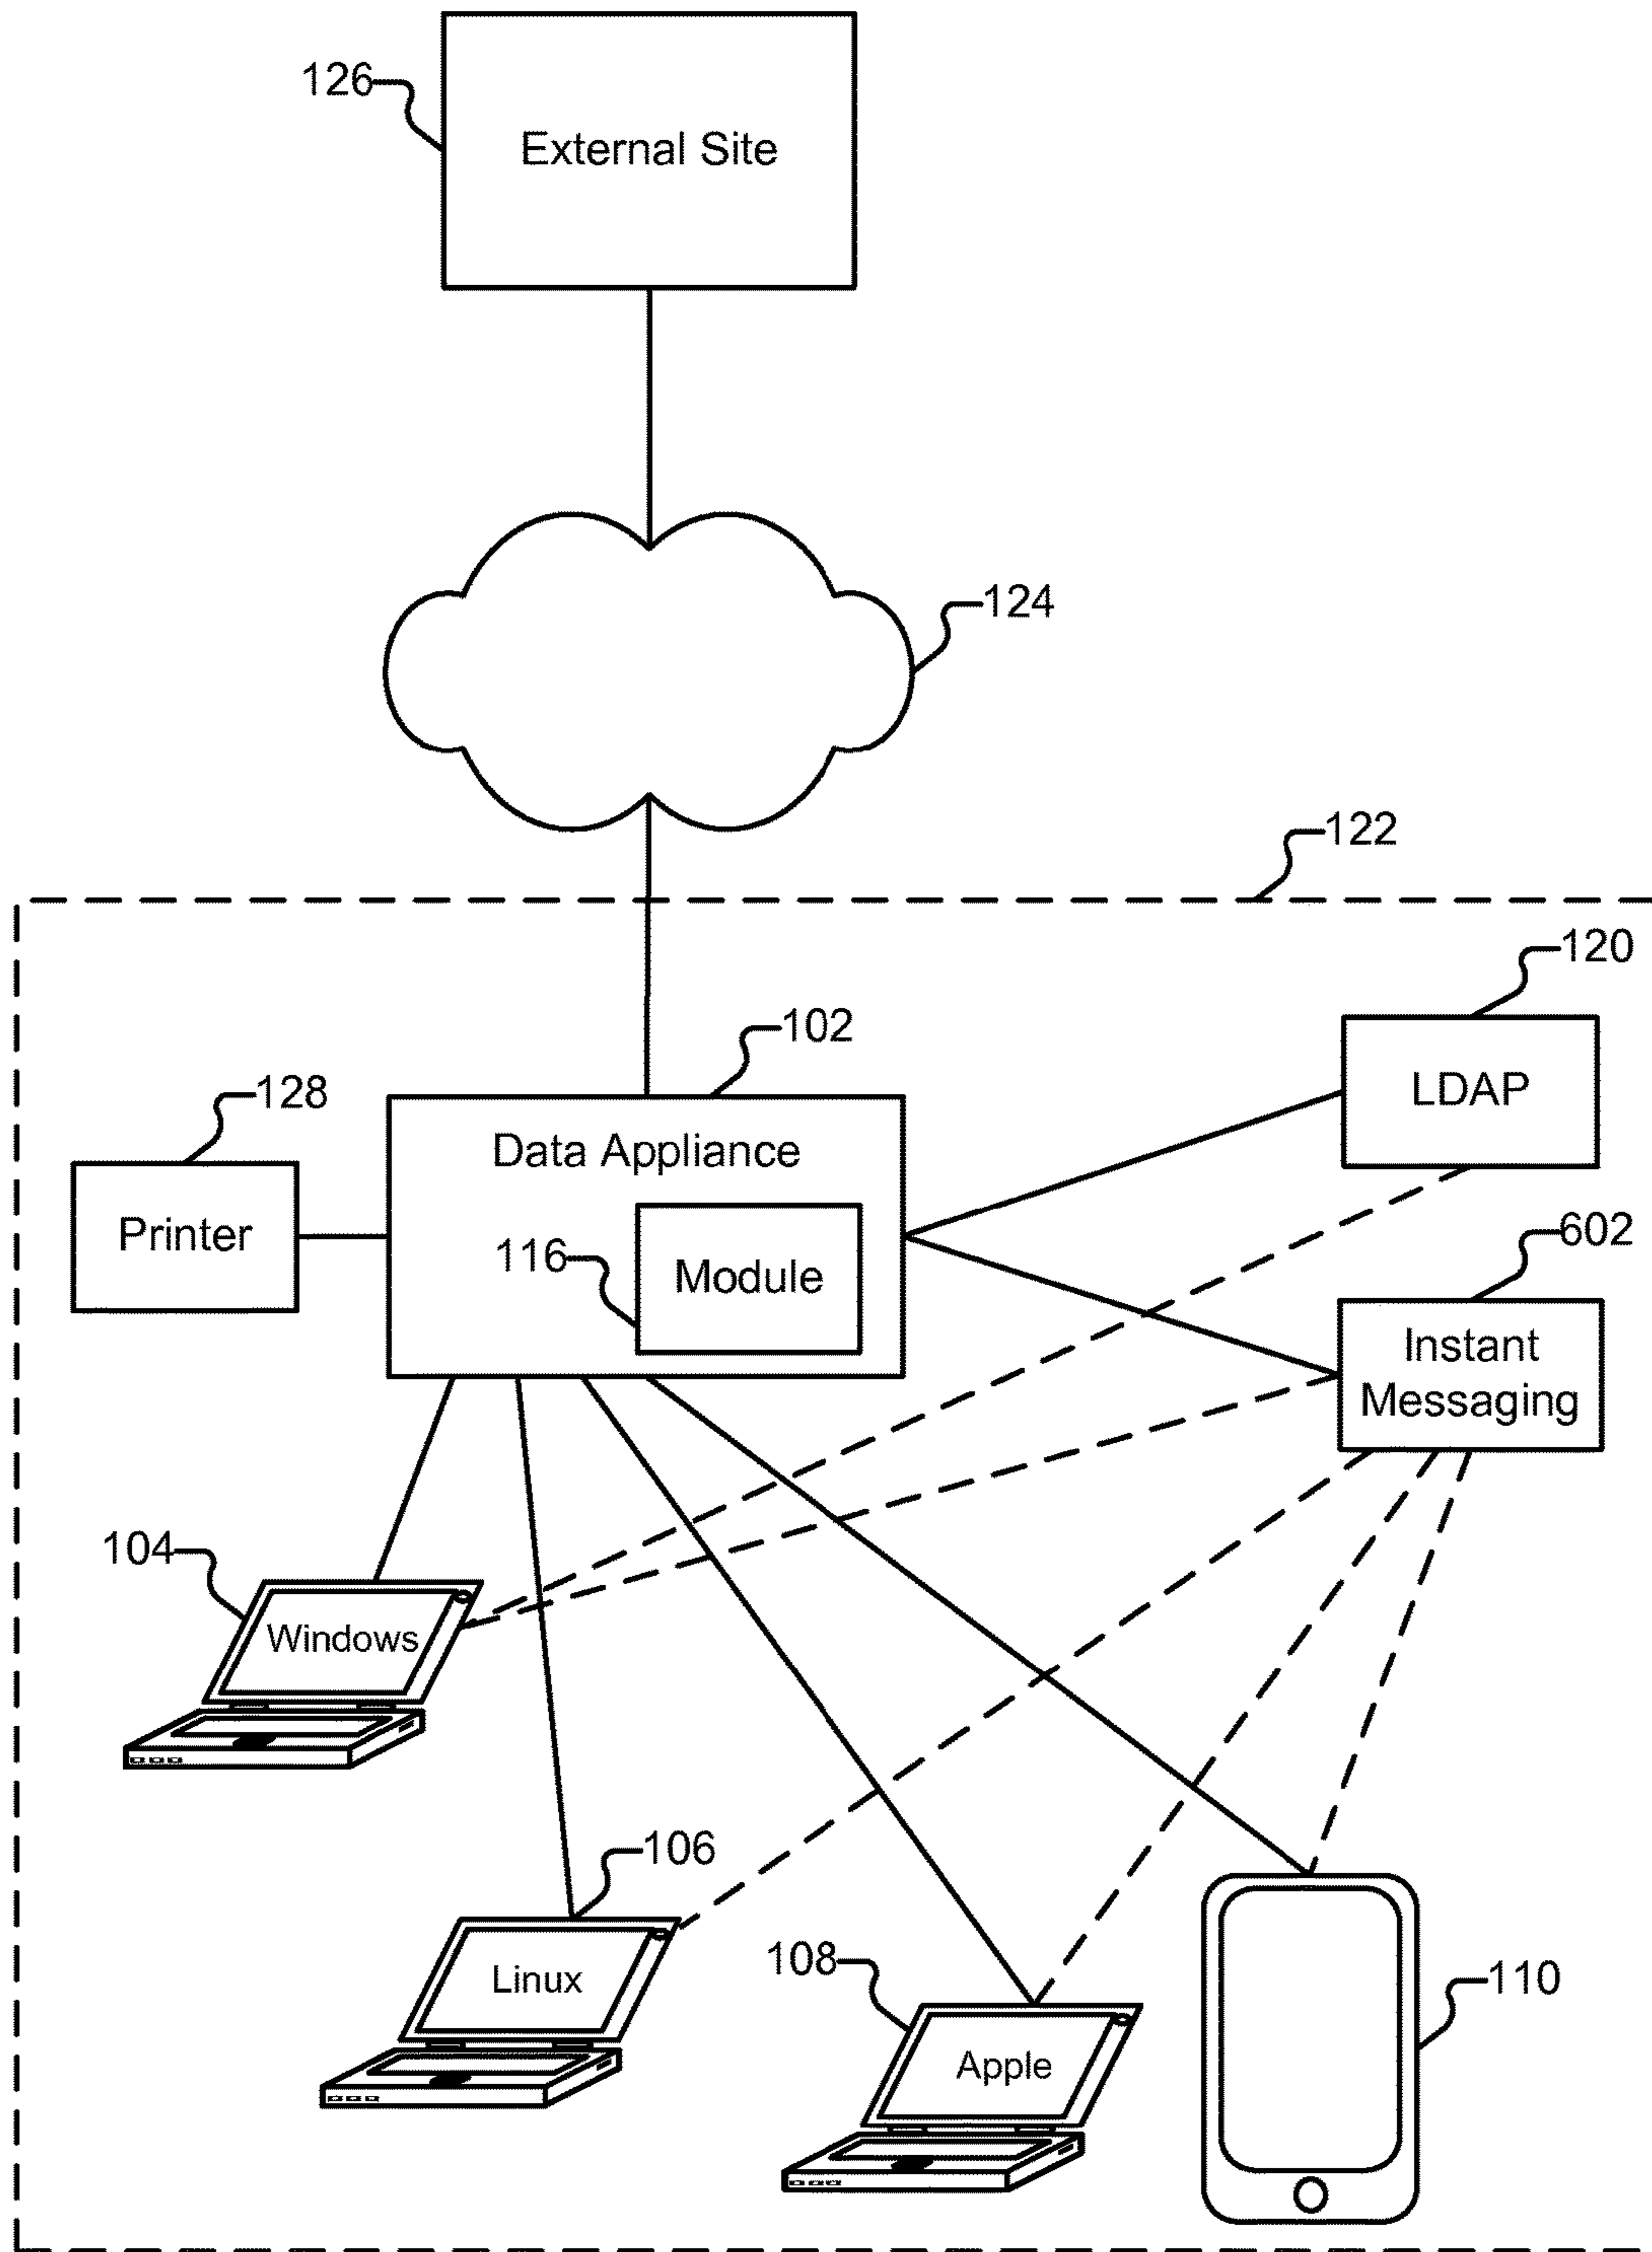 126
External Site
124
122
120
102
LDAP
128
Data Appliance
Printer
116
Module
602
Instant
Messaging
104
Windows
106
Linux
108
Apple
110